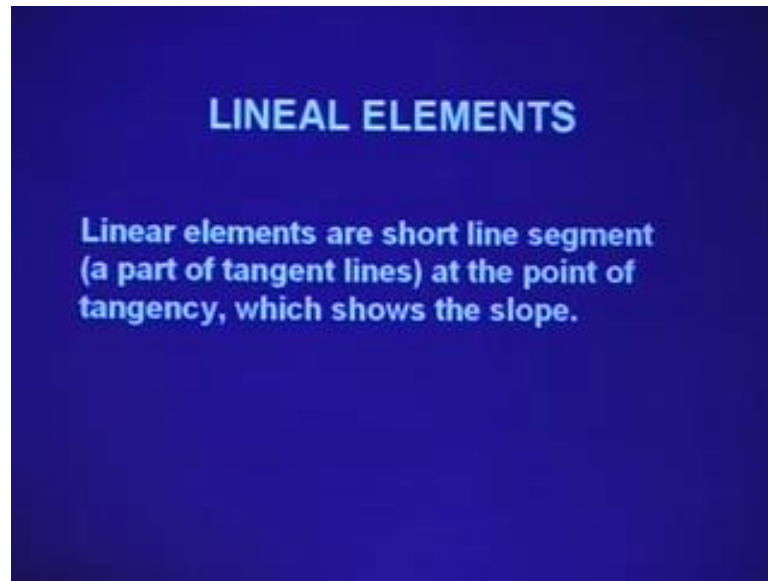 LINEAL ELEMENTS
Linear elements are short line segment
(a part of tangent lines) at the point of
tangency, which shows the slope.